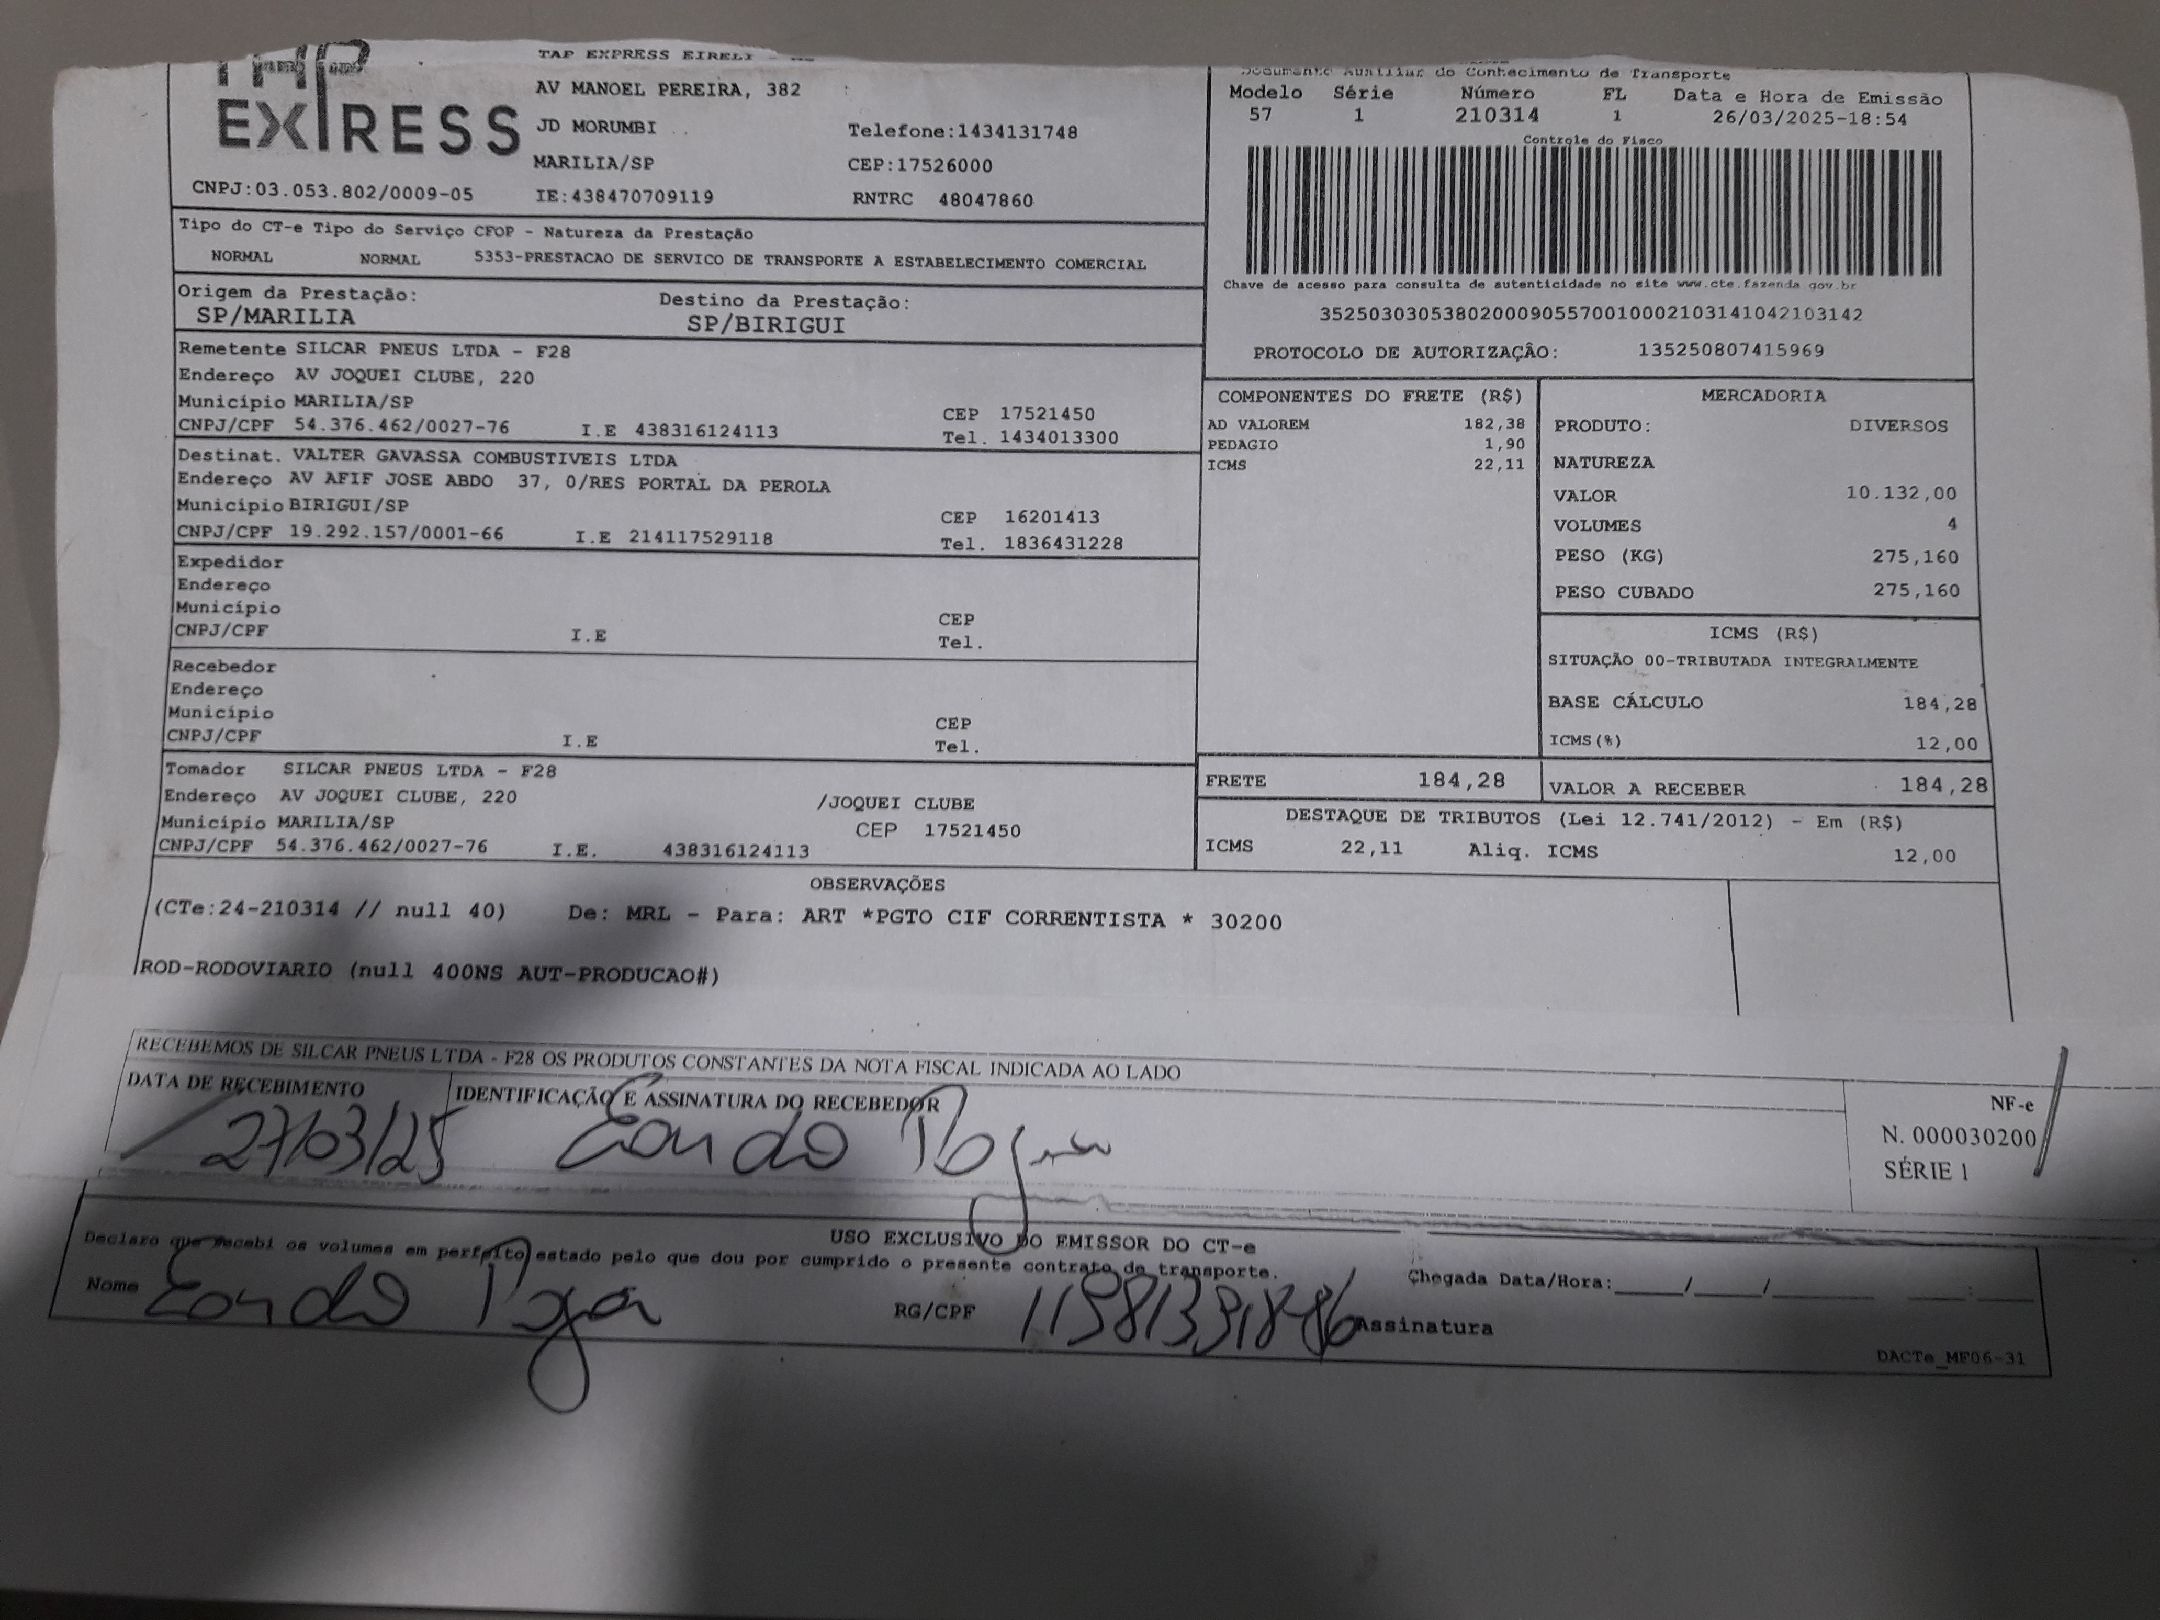 TAP
EXPRESS
TAP EXPRESS EIRELI -
AV MANOEL PEREIRA, 382
JD MORUMBI
Telefone:1434131748
MARILIA/SP
CEP:17526000
CNPJ:03.053.802/0009-05
IE:438470709119
RNTRC 48047860
Documento Auxiliar do Conhecimento de Transporte
Modelo Série Número FL Data e Hora de Emissão
57 1 210314 1 26/03/2025-18:54
Controle do Fisco
Chave de acesso para consulta de autenticidade no site www.cte.fazenda.gov.br
35250303053802000905570010002103141042103142
PROTOCOLO DE AUTORIZAÇÃO: 135250807415969
Tipo do CT-e Tipo do Serviço CFOP - Natureza da Prestação
NORMAL NORMAL 5353-PRESTACAO DE SERVICO DE TRANSPORTE A ESTABELECIMENTO COMERCIAL
Origem da Prestação: Destino da Prestação:
SP/MARILIA SP/BIRIGUI
Remetente SILCAR PNEUS LTDA - F28
Endereço AV JOQUEI CLUBE, 220
Município MARILIA/SP CEP 17521450
CNPJ/CPF 54.376.462/0027-76 I.E 438316124113 Tel. 1434013300
Destinat. VALTER GAVASSA COMBUSTIVEIS LTDA
Endereço AV AFIF JOSE ABDO 37, 0/RES PORTAL DA PEROLA
Município BIRIGUI/SP CEP 16201413
CNPJ/CPF 19.292.157/0001-66 I.E 214117529118 Tel. 1836431228
Expedidor
Endereço
Município CEP
CNPJ/CPF I.E Tel.
Recebedor
Endereço
Município CEP
CNPJ/CPF I.E Tel.
Tomador SILCAR PNEUS LTDA - F28
Endereço AV JOQUEI CLUBE, 220 /JOQUEI CLUBE
Município MARILIA/SP CEP 17521450
CNPJ/CPF 54.376.462/0027-76 I.E. 438316124113
COMPONENTES DO FRETE (R$)
AD VALOREM 182,38
PEDAGIO 1,90
ICMS 22,11
MERCADORIA
PRODUTO: DIVERSOS
NATUREZA
VALOR 10.132,00
VOLUMES 4
PESO (KG) 275,160
PESO CUBADO 275,160
ICMS (R$)
SITUAÇÃO 00-TRIBUTADA INTEGRALMENTE
BASE CÁLCULO 184,28
ICMS(%) 12,00
FRETE 184,28
VALOR A RECEBER 184,28
DESTAQUE DE TRIBUTOS (Lei 12.741/2012) - Em (R$)
ICMS 22,11 Aliq. ICMS 12,00
OBSERVAÇÕES
(CTe:24-210314 // null 40) De: MRL - Para: ART *PGTO CIF CORRENTISTA * 30200
ROD-RODOVIARIO (null 400NS AUT-PRODUCAO#)
RECEBEMOS DE SILCAR PNEUS LTDA - F28 OS PRODUTOS CONSTANTES DA NOTA FISCAL INDICADA AO LADO
DATA DE RECEBIMENTO IDENTIFICAÇÃO E ASSINATURA DO RECEBEDOR
27/03/25
NF-e
N. 000030200
SÉRIE 1
USO EXCLUSIVO DO EMISSOR DO CT-e
Declaro que recebi os volumes em perfeito estado pelo que dou por cumprido o presente contrato de transporte.
Chegada Data/Hora:____/____/______ ___:___
Nome
RG/CPF
Assinatura
DACTe_MF06-31